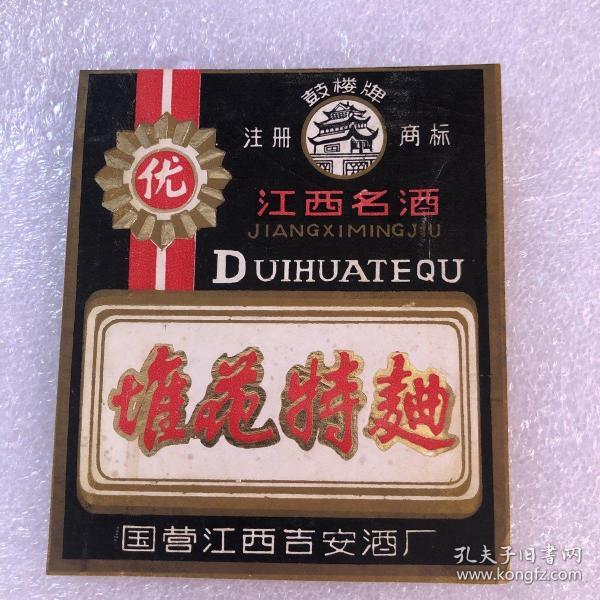 鼓楼牌
注册 商标
优
江西名酒
JIANGXIMINGJIU
DUIHUATEQU
堆花特麯
国营江西吉安酒厂
孔夫子旧书网
www.kongfz.com